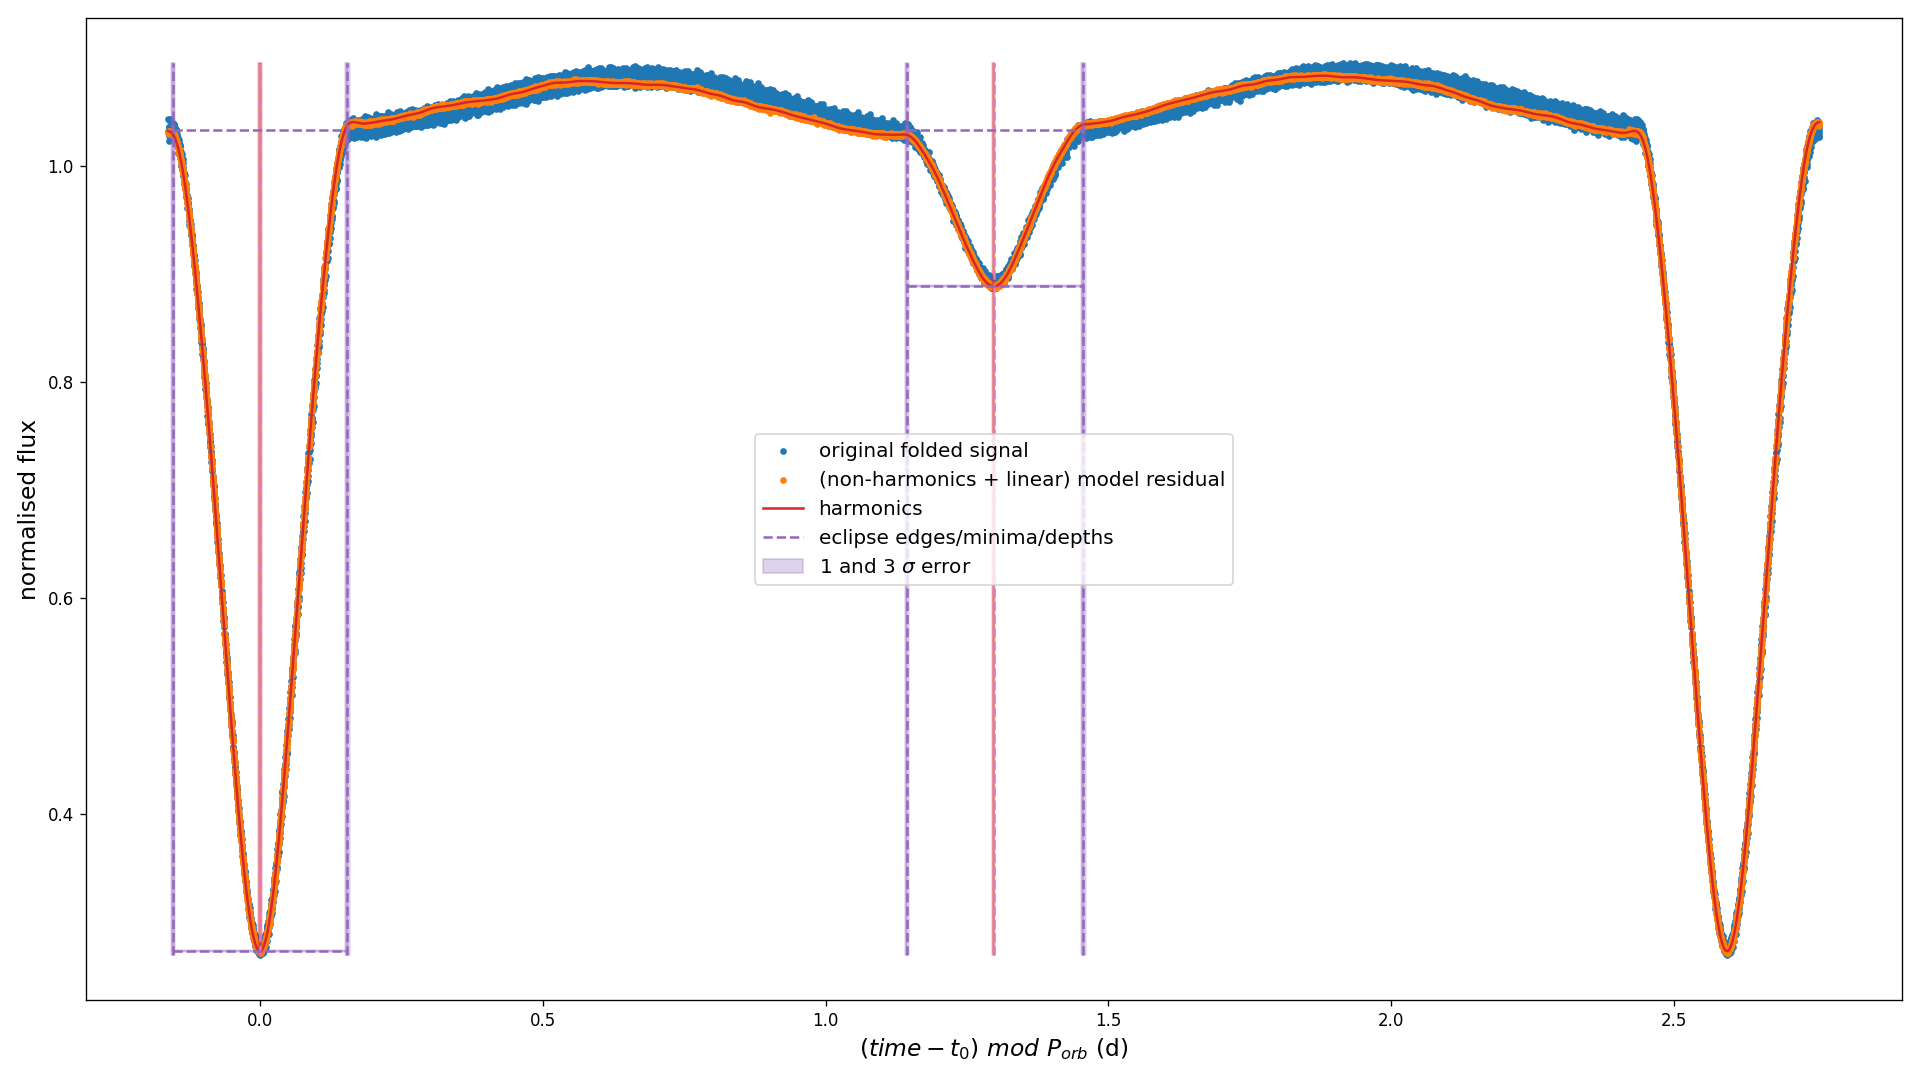 normalised flux
1.0
0.8
0.6
0.4
original folded signal
(non-harmonics + linear) model residual
harmonics
eclipse edges/minima/depths
1 and 3 σ error
0.0 0.5 1.0 1.5 2.0 2.5
(time − t₀) mod Pₒᵣb (d)